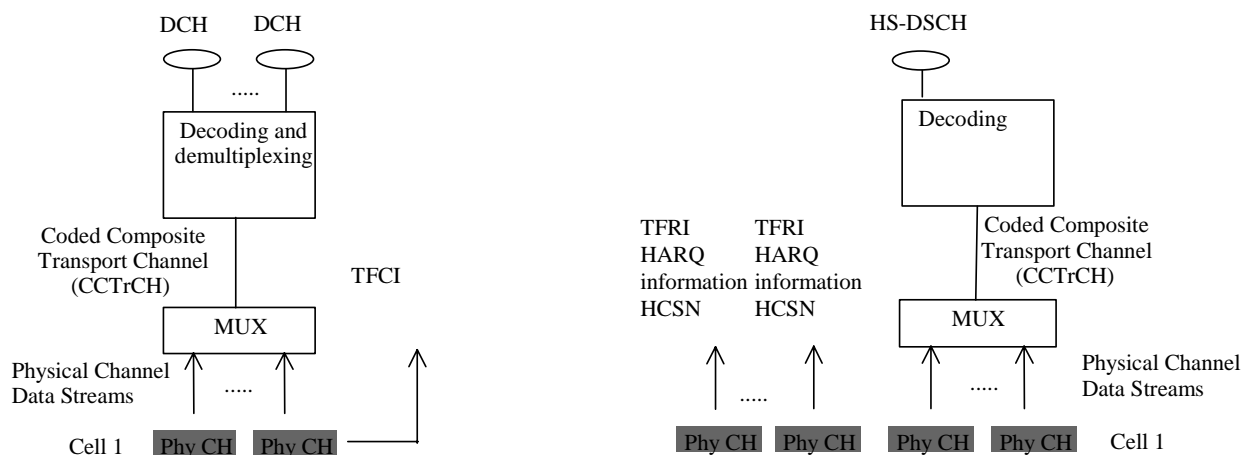 DCH
DCH
.....
Decoding and
demultiplexing
Coded Composite
Transport Channel
(CCTrCH)
TFCI
MUX
Physical Channel
Data Streams
.....
Cell 1
Phy CH
Phy CH
HS-DSCH
Decoding
TFRI
HARQ
information
HCSN
TFRI
HARQ
information
HCSN
Coded Composite
Transport Channel
(CCTrCH)
MUX
Physical Channel
Data Streams
.....
.....
Phy CH
Phy CH
Phy CH
Phy CH
Cell 1